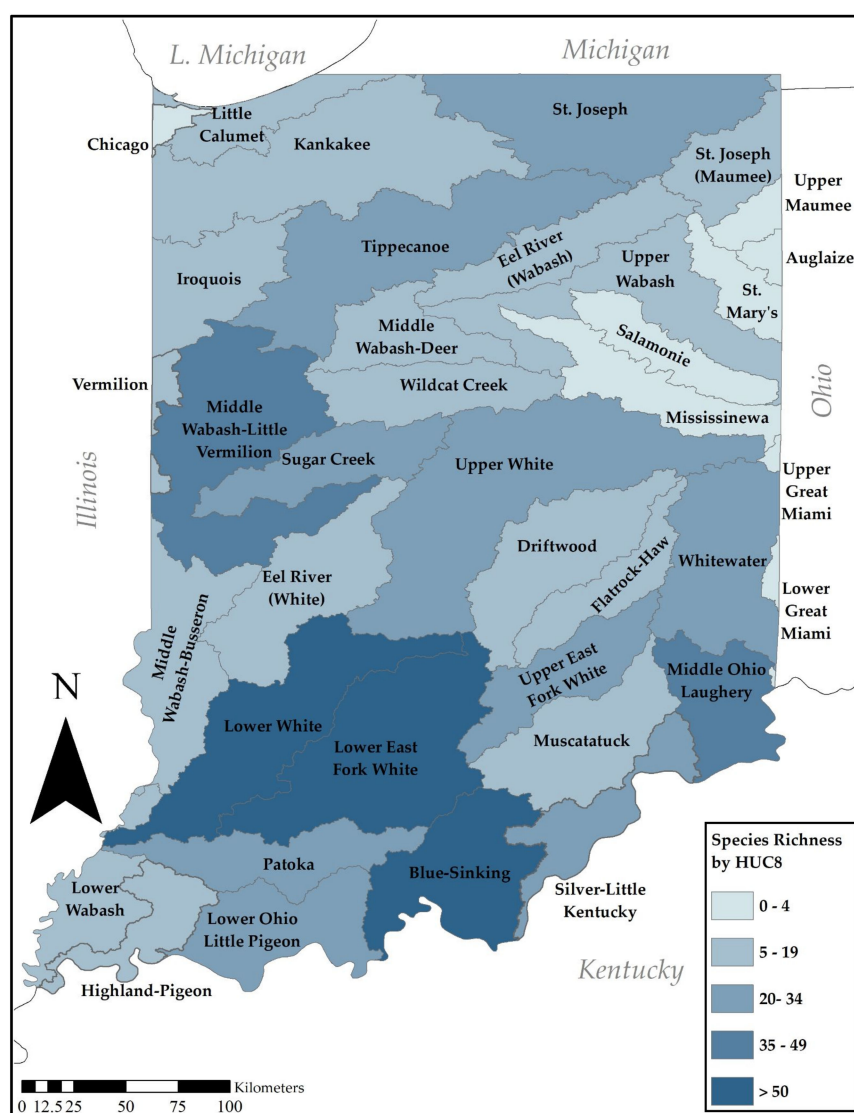 L. Michigan
Michigan
Little
Calumet
St. Joseph
Chicago
Kankakee
St. Joseph
(Maumee)
Upper
Maumee
Tippecanoe
Eel River
(Wabash)
Upper
Wabash
Auglaize
Iroquois
St.
Mary's
Middle
Wabash-Deer
Salamonie
Vermilion
Wildcat Creek
Ohio
Middle
Wabash-Little
Vermilion
Mississinewa
Sugar Creek
Upper White
Upper
Great
Miami
Illinois
Driftwood
Flatrock-Haw
Whitewater
Eel River
(White)
Lower
Great
Miami
Middle
Wabash-Busseron
Upper East
Fork White
Middle Ohio
Laughery
N
Lower White
Lower East
Fork White
Muscatatuck
Patoka
Blue-Sinking
Lower
Wabash
Silver-Little
Kentucky
Lower Ohio
Little Pigeon
Kentucky
Highland-Pigeon
Species Richness
by HUC8
0 - 4
5 - 19
20- 34
35 - 49
> 50
Kilometers
0 12.5 25 50 75 100